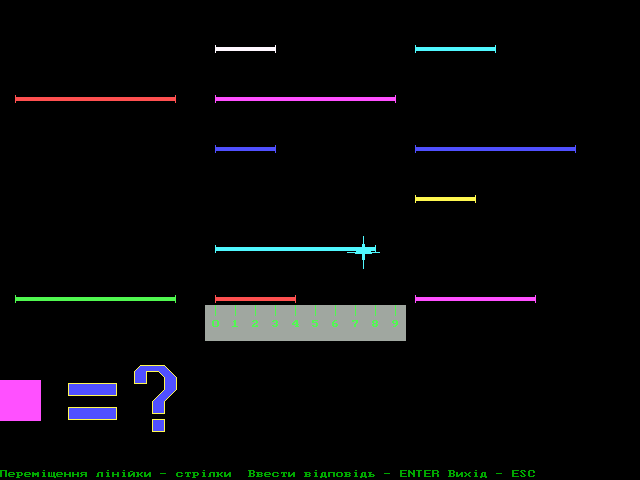 0 1 2 3 4 5 6 7 8 9
= ?
Переміщення лінійки - стрілки Ввести відповідь - ENTER Вихід - ESC